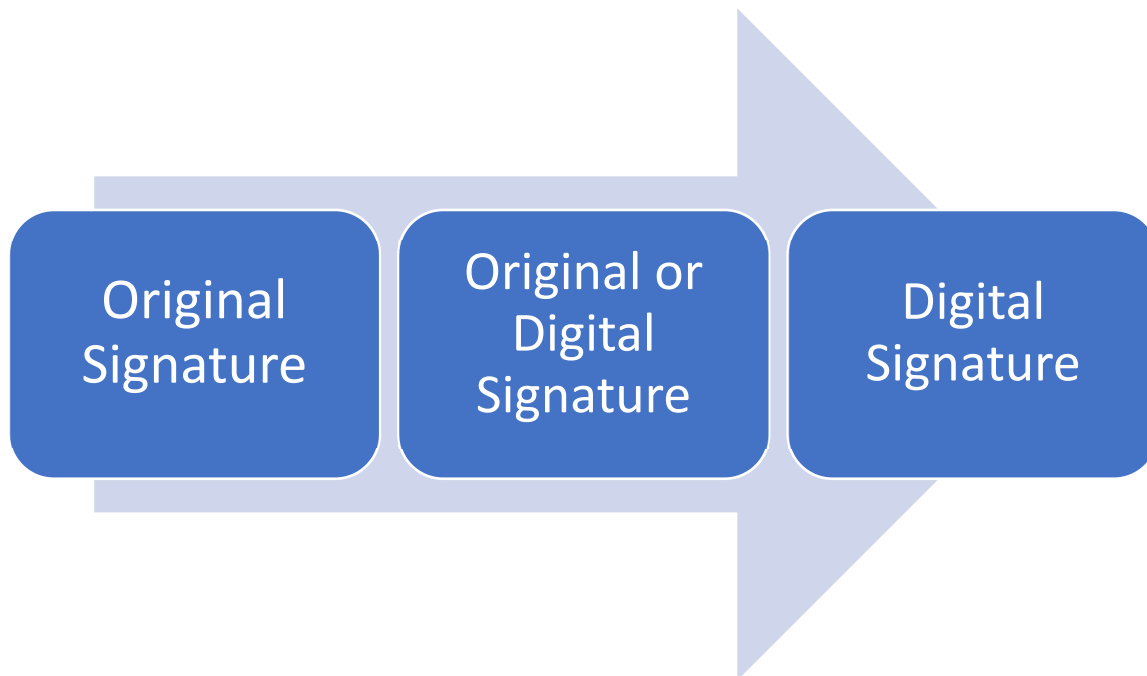 Original
Signature
Original or
Digital
Signature
Digital
Signature